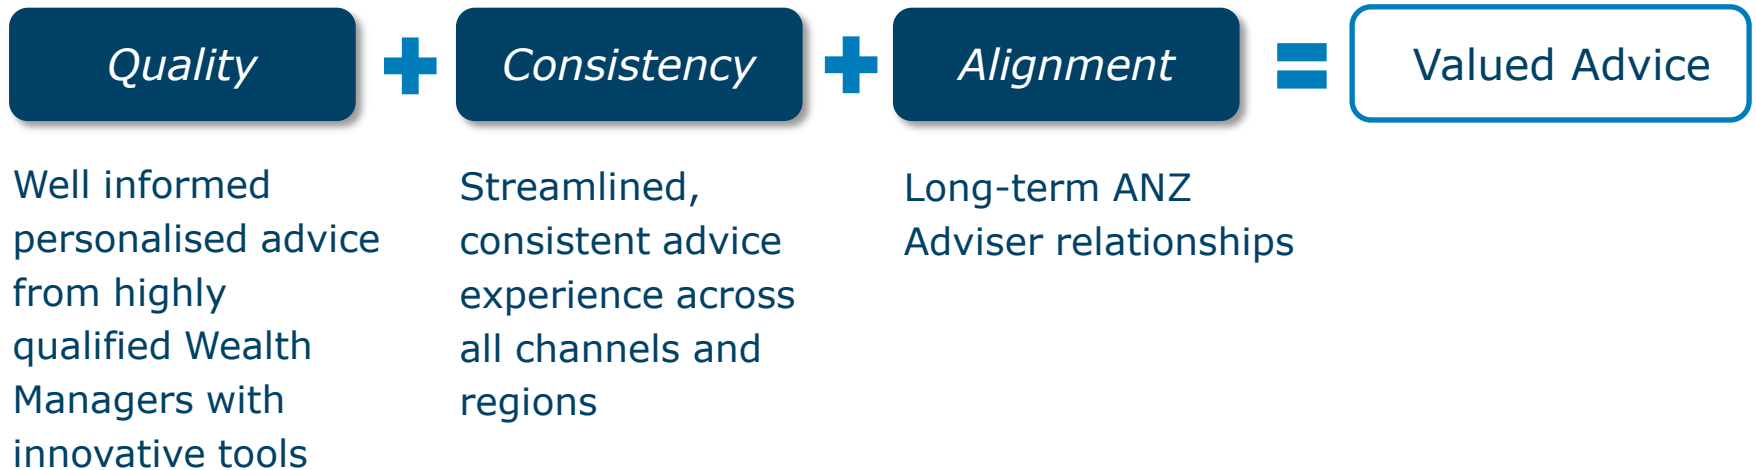 Quality
Consistency
Alignment
Valued Advice
Well informed
personalised advice
from highly
qualified Wealth
Managers with
innovative tools
Streamlined,
consistent advice
experience across
all channels and
regions
Long-term ANZ
Adviser relationships